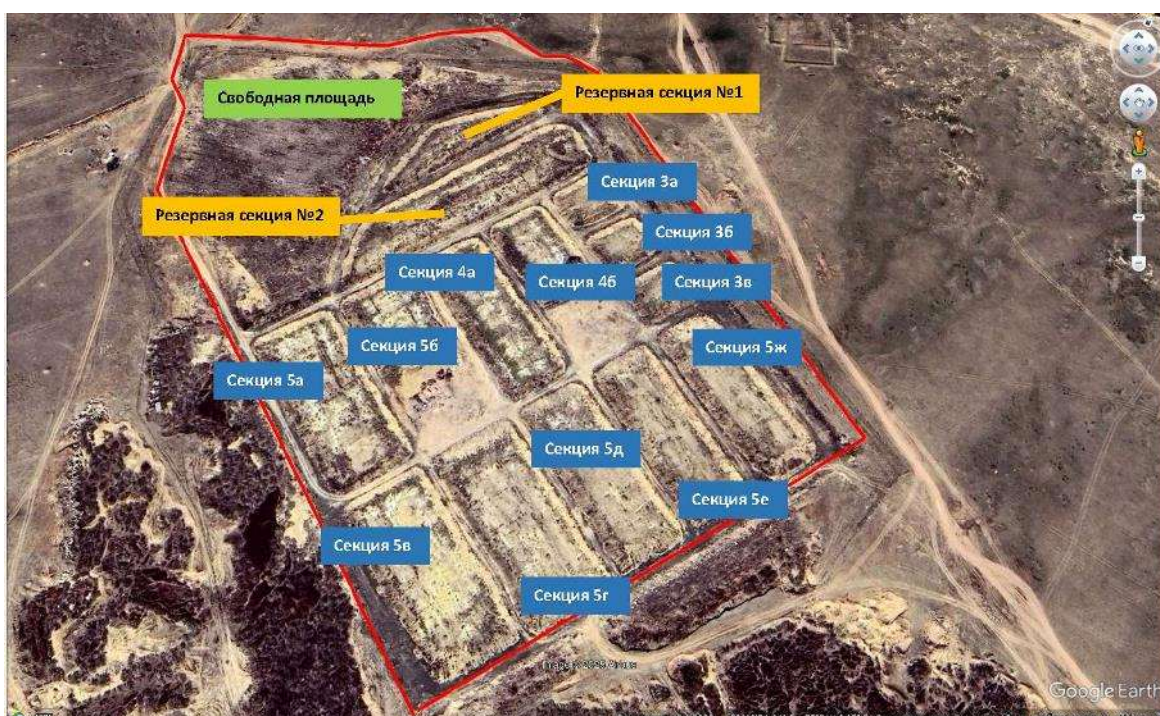 Свободная площадь
Резервная секция №1
Секция 3а
Резервная секция №2
Секция 3б
Секция 4а
Секция 4б
Секция 3в
Секция 5б
Секция 5ж
Секция 5а
Секция 5д
Секция 5е
Секция 5в
Секция 5г
Google Earth